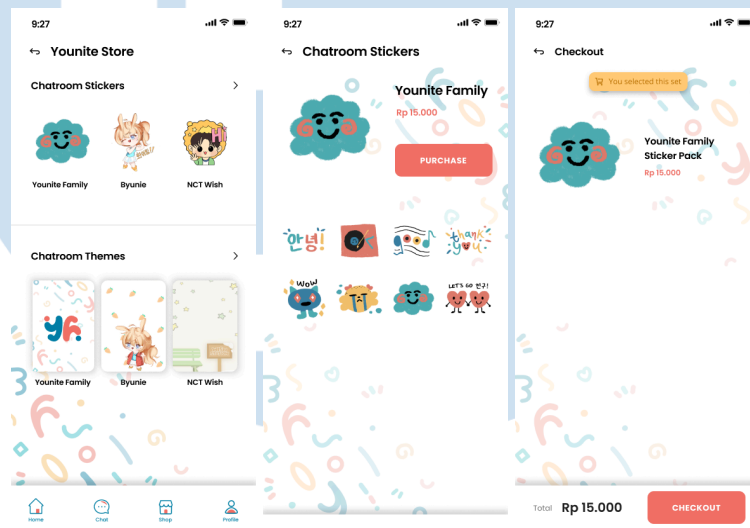 9:27
Younite Store
Chatroom Stickers
Younite Family
Byunie
NCT Wish
Chatroom Themes
Younite Family
Byunie
NCT Wish
Home
Chat
Shop
Profile
9:27
Chatroom Stickers
Younite Family
Rp 15.000
PURCHASE
안녕!
OK
good
thank
you
WOW
LET'S GO 친구!
9:27
Checkout
You selected this set
Younite Family
Sticker Pack
Rp 15.000
Total
Rp 15.000
CHECKOUT